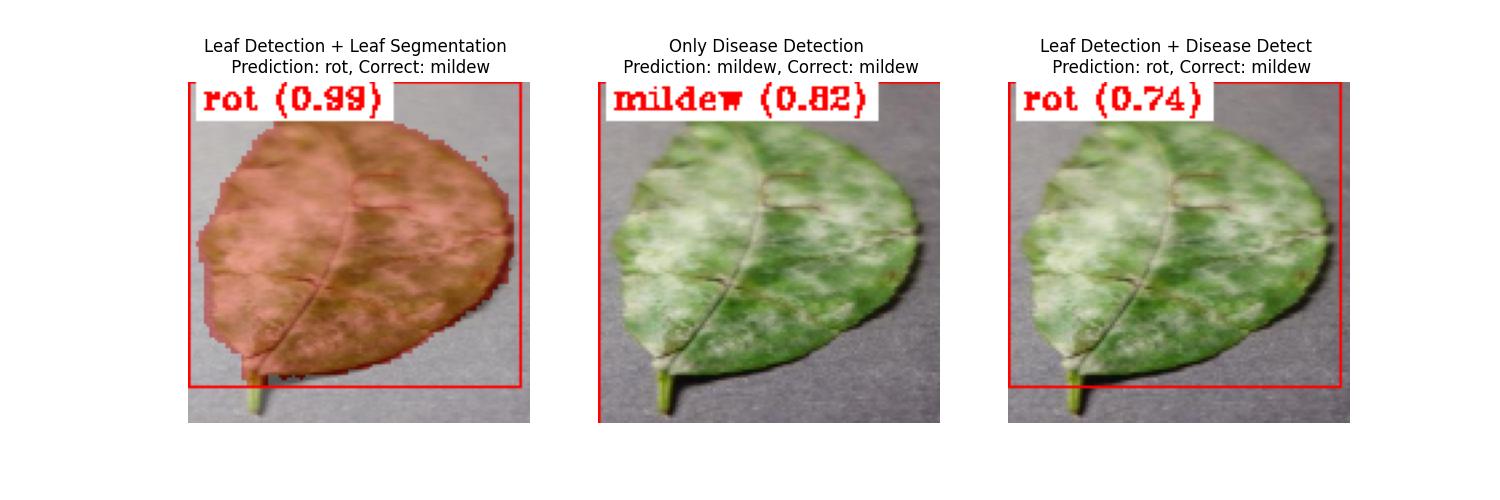 Leaf Detection + Leaf Segmentation
Prediction: rot, Correct: mildew
rot (0.99)
Only Disease Detection
Prediction: mildew, Correct: mildew
mildew (0.82)
Leaf Detection + Disease Detect
Prediction: rot, Correct: mildew
rot (0.74)